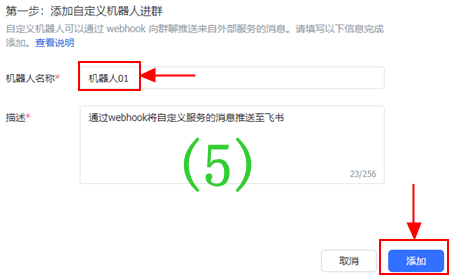 第一步：添加自定义机器人进群
自定义机器人可以通过 webhook 向群聊推送来自外部服务的消息。请填写以下信息完成
添加。查看说明
机器人名称* 机器人01
描述* 通过webhook将自定义服务的消息推送至飞书
(5)
23/256
取消 添加